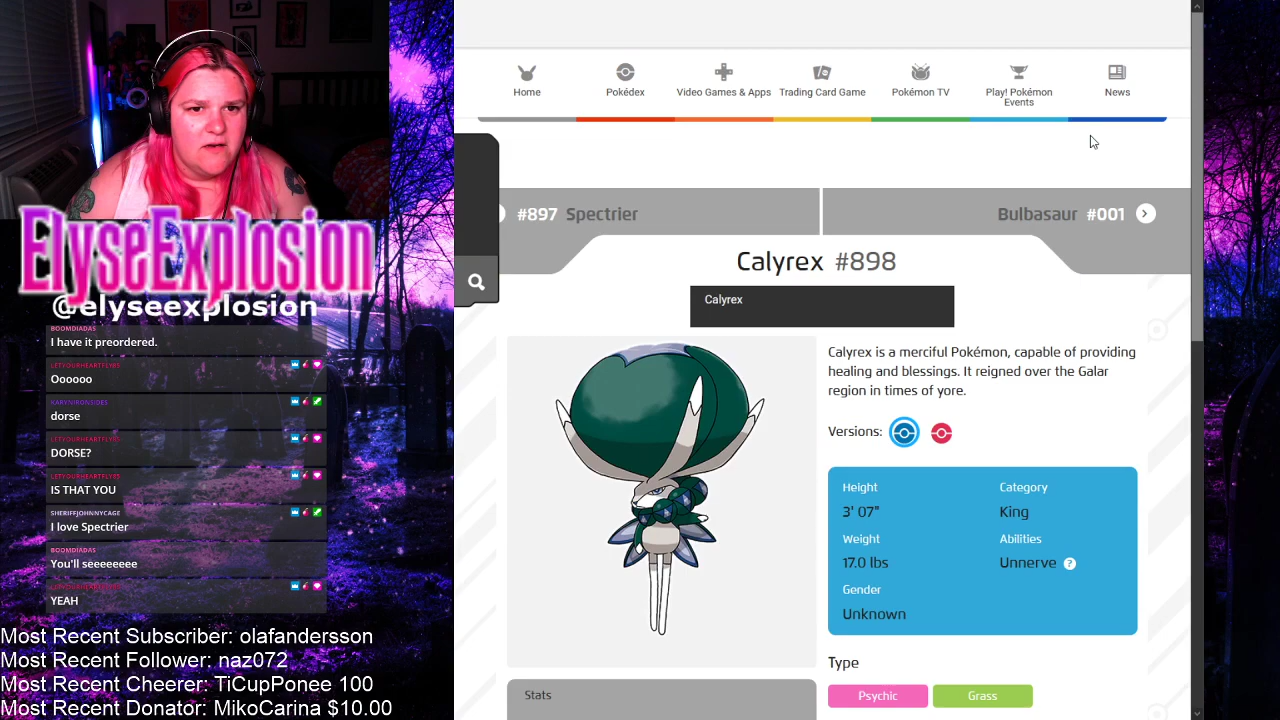 Home
Pokédex
Video Games & Apps
Trading Card Game
Pokémon TV
Play! Pokémon
Events
News
#897 Spectrier
Bulbasaur #001
Calyrex #898
Calyrex
Calyrex is a merciful Pokémon, capable of providing
healing and blessings. It reigned over the Galar
region in times of yore.
Versions:
Height
3' 07"
Category
King
Weight
17.0 lbs
Abilities
Unnerve ?
Gender
Unknown
Type
Psychic
Grass
Stats
ElyseExplosion
@elyseexplosion
BOOMDIADAS
I have it preordered.
LETYOURHEARTFLY85
Oooooo
KARYNIRONSIDES
dorse
LETYOURHEARTFLY85
DORSE?
LETYOURHEARTFLY85
IS THAT YOU
SHERIFFJOHNNYCAGE
I love Spectrier
BOOMDIADAS
You'll seeeeeeee
LETYOURHEARTFLY85
YEAH
Most Recent Subscriber: olafandersson
Most Recent Follower: naz072
Most Recent Cheerer: TiCupPonee 100
Most Recent Donator: MikoCarina $10.00